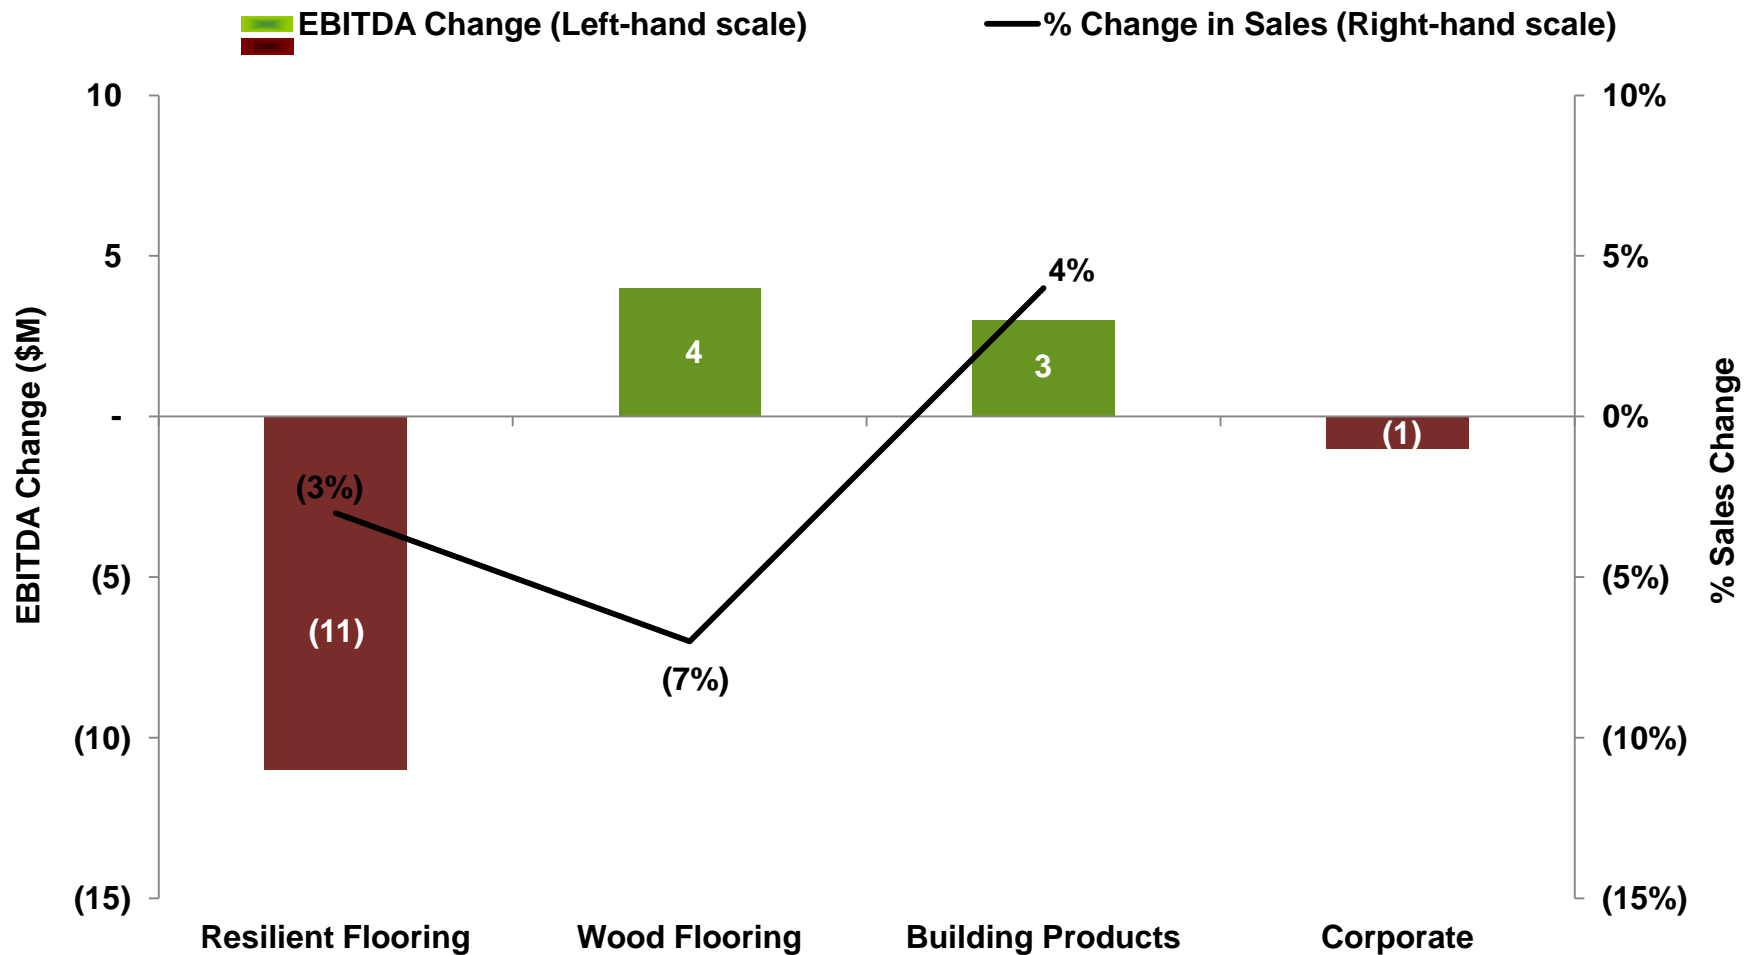 EBITDA Change (Left-hand scale)
% Change in Sales (Right-hand scale)
10
5
-
(5)
(10)
(15)
EBITDA Change ($M)
10%
5%
0%
(5%)
(10%)
(15%)
% Sales Change
(3%)
(11)
4
(7%)
4%
3
(1)
Resilient Flooring
Wood Flooring
Building Products
Corporate